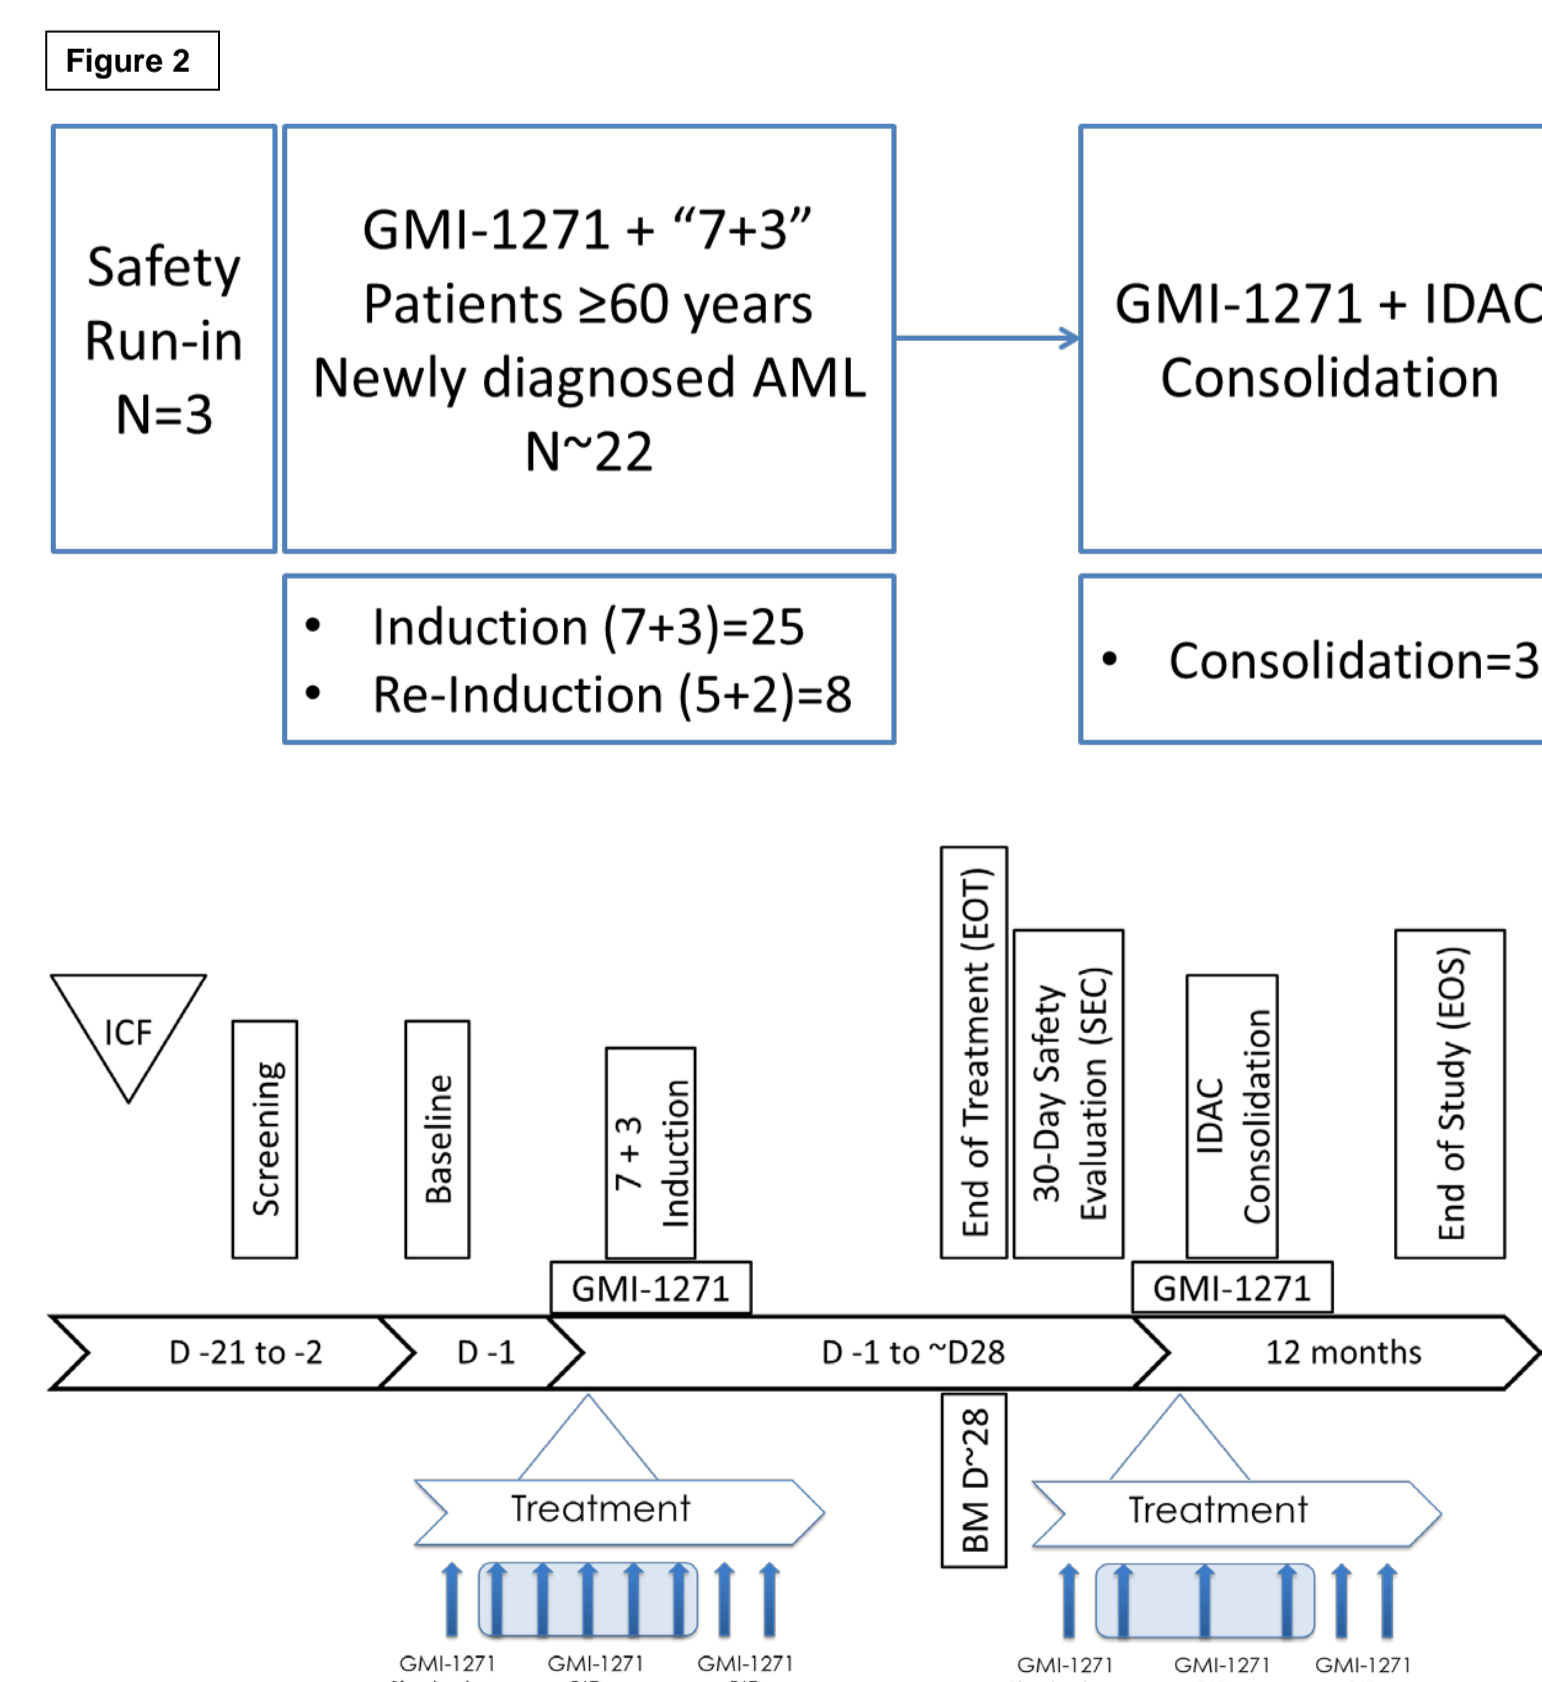 Figure 2
Safety
Run-in
N=3
GMI-1271 + “7+3”
Patients ≥60 years
Newly diagnosed AML
N~22
GMI-1271 + IDAC
Consolidation
• Induction (7+3)=25
• Re-Induction (5+2)=8
• Consolidation=3
ICF
Screening
Baseline
7 + 3
Induction
End of Treatment (EOT)
30-Day Safety
Evaluation (SEC)
IDAC
Consolidation
End of Study (EOS)
GMI-1271
GMI-1271
D -21 to -2
D -1
D -1 to ~D28
12 months
BM D~28
Treatment
Treatment
GMI-1271
GMI-1271
GMI-1271
GMI-1271
GMI-1271
GMI-1271